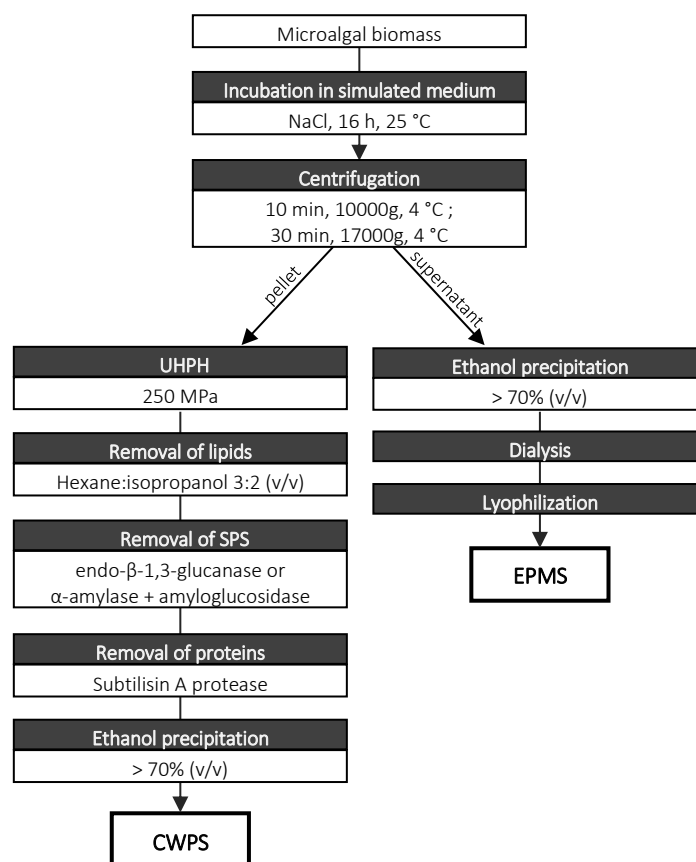 Microalgal biomass
Incubation in simulated medium
NaCl, 16 h, 25 °C
Centrifugation
10 min, 10000g, 4 °C ;
30 min, 17000g, 4 °C
pellet
supernatant
UHPH
250 MPa
Removal of lipids
Hexane:isopropanol 3:2 (v/v)
Removal of SPS
endo-β-1,3-glucanase or
α-amylase + amyloglucosidase
Removal of proteins
Subtilisin A protease
Ethanol precipitation
> 70% (v/v)
CWPS
Ethanol precipitation
> 70% (v/v)
Dialysis
Lyophilization
EPMS